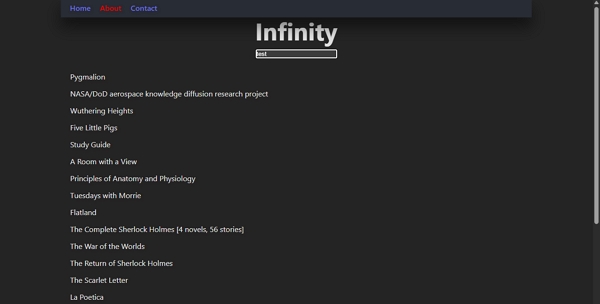 Home About Contact
Infinity
test
Pygmalion
NASA/DoD aerospace knowledge diffusion research project
Wuthering Heights
Five Little Pigs
Study Guide
A Room with a View
Principles of Anatomy and Physiology
Tuesdays with Morrie
Flatland
The Complete Sherlock Holmes [4 novels, 56 stories]
The War of the Worlds
The Return of Sherlock Holmes
The Scarlet Letter
La Poetica